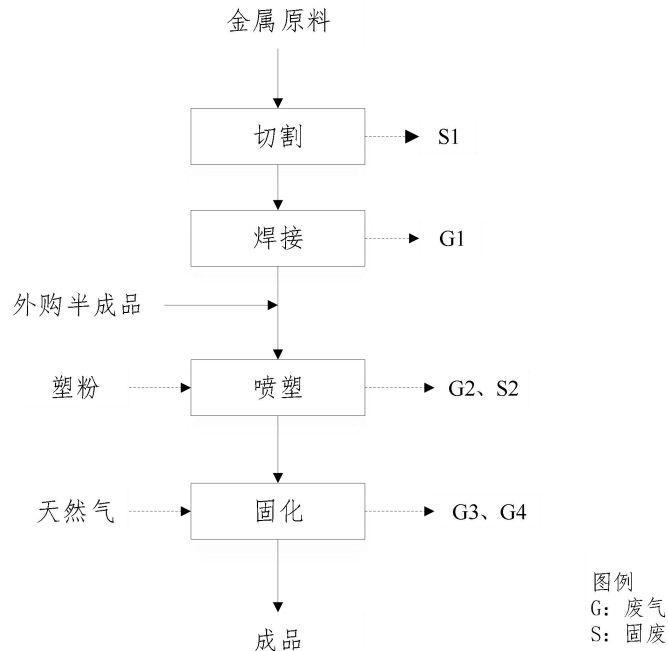 金属原料
切割
S1
焊接
G1
外购半成品
塑粉
喷塑
G2、S2
天然气
固化
G3、G4
成品
图例
G：废气
S：固废